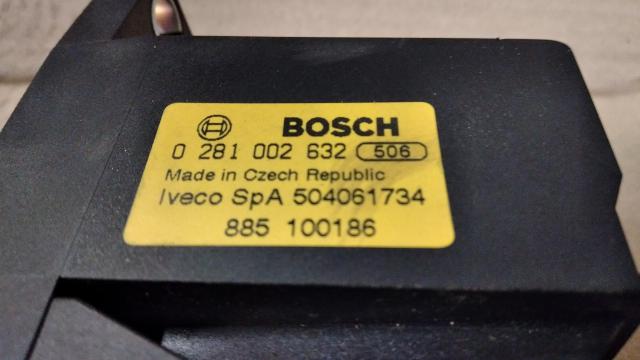 BOSCH
0 281 002 632 506
Made in Czech Republic
Iveco SpA 504061734
885 100186